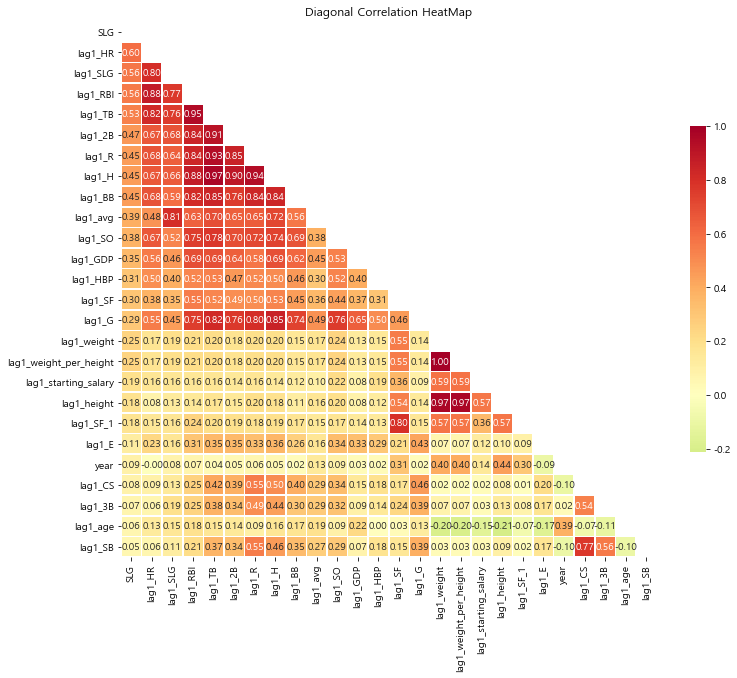 Diagonal Correlation HeatMap
SLG
lag1_HR 0.60
lag1_SLG 0.56 0.80
lag1_RBI 0.56 0.88 0.77
lag1_TB 0.53 0.82 0.76 0.95
lag1_2B 0.47 0.67 0.68 0.84 0.91
lag1_R 0.45 0.68 0.64 0.84 0.93 0.85
lag1_H 0.45 0.67 0.66 0.88 0.97 0.90 0.94
lag1_BB 0.45 0.68 0.59 0.82 0.85 0.76 0.84 0.84
lag1_avg 0.39 0.48 0.81 0.63 0.70 0.65 0.65 0.72 0.56
lag1_SO 0.38 0.67 0.52 0.75 0.78 0.70 0.72 0.74 0.69 0.38
lag1_GDP 0.35 0.56 0.46 0.69 0.69 0.64 0.58 0.69 0.62 0.45 0.53
lag1_HBP 0.31 0.50 0.40 0.52 0.53 0.47 0.52 0.50 0.46 0.30 0.52 0.40
lag1_SF 0.30 0.38 0.35 0.55 0.52 0.49 0.50 0.53 0.45 0.36 0.44 0.37 0.31
lag1_G 0.29 0.55 0.45 0.75 0.82 0.76 0.80 0.85 0.74 0.49 0.76 0.65 0.50 0.46
lag1_weight 0.25 0.17 0.19 0.21 0.20 0.18 0.20 0.20 0.15 0.17 0.24 0.13 0.15 0.55 0.14
lag1_weight_per_height 0.25 0.17 0.19 0.21 0.20 0.18 0.20 0.20 0.15 0.17 0.24 0.13 0.15 0.55 0.14 1.00
lag1_starting_salary 0.19 0.16 0.16 0.16 0.16 0.14 0.16 0.14 0.12 0.10 0.22 0.08 0.19 0.36 0.09 0.59 0.59
lag1_height 0.18 0.08 0.13 0.14 0.17 0.15 0.20 0.18 0.11 0.16 0.20 0.08 0.12 0.54 0.14 0.97 0.97 0.57
lag1_SF_1 0.18 0.15 0.16 0.24 0.20 0.19 0.18 0.19 0.17 0.15 0.17 0.14 0.13 0.80 0.15 0.57 0.57 0.36 0.57
lag1_E 0.11 0.23 0.16 0.31 0.35 0.35 0.33 0.36 0.26 0.16 0.34 0.33 0.29 0.21 0.43 0.07 0.07 0.12 0.10 0.09
year 0.09 -0.00 0.08 0.07 0.04 0.05 0.06 0.05 0.02 0.13 0.09 0.03 0.02 0.31 0.02 0.40 0.40 0.14 0.44 0.30 -0.09
lag1_CS 0.08 0.09 0.13 0.25 0.42 0.39 0.55 0.50 0.40 0.29 0.34 0.15 0.18 0.17 0.46 0.02 0.02 0.02 0.08 0.01 0.20 -0.10
lag1_3B 0.07 0.06 0.19 0.25 0.38 0.34 0.49 0.44 0.30 0.29 0.32 0.09 0.14 0.24 0.39 0.07 0.07 0.03 0.13 0.08 0.17 0.02 0.54
lag1_age 0.06 0.13 0.15 0.18 0.15 0.14 0.09 0.16 0.17 0.19 0.09 0.22 0.00 0.03 0.13 -0.20 -0.20 -0.15 -0.21 -0.07 -0.17 0.39 -0.07 -0.11
lag1_SB 0.05 0.06 0.11 0.21 0.37 0.34 0.55 0.46 0.35 0.27 0.29 0.07 0.18 0.15 0.39 0.03 0.03 0.03 0.09 0.02 0.17 -0.10 0.77 0.56 -0.10
SLG
lag1_HR
lag1_SLG
lag1_RBI
lag1_TB
lag1_2B
lag1_R
lag1_H
lag1_BB
lag1_avg
lag1_SO
lag1_GDP
lag1_HBP
lag1_SF
lag1_G
lag1_weight
lag1_weight_per_height
lag1_starting_salary
lag1_height
lag1_SF_1
lag1_E
year
lag1_CS
lag1_3B
lag1_age
lag1_SB
1.0
0.8
0.6
0.4
0.2
0.0
-0.2